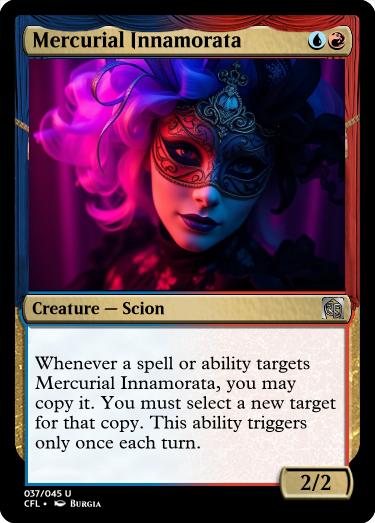 Mercurial Innamorata
Creature — Scion
Whenever a spell or ability targets
Mercurial Innamorata, you may
copy it. You must select a new target
for that copy. This ability triggers
only once each turn.
2/2
037/045 U
CFL • Burgia